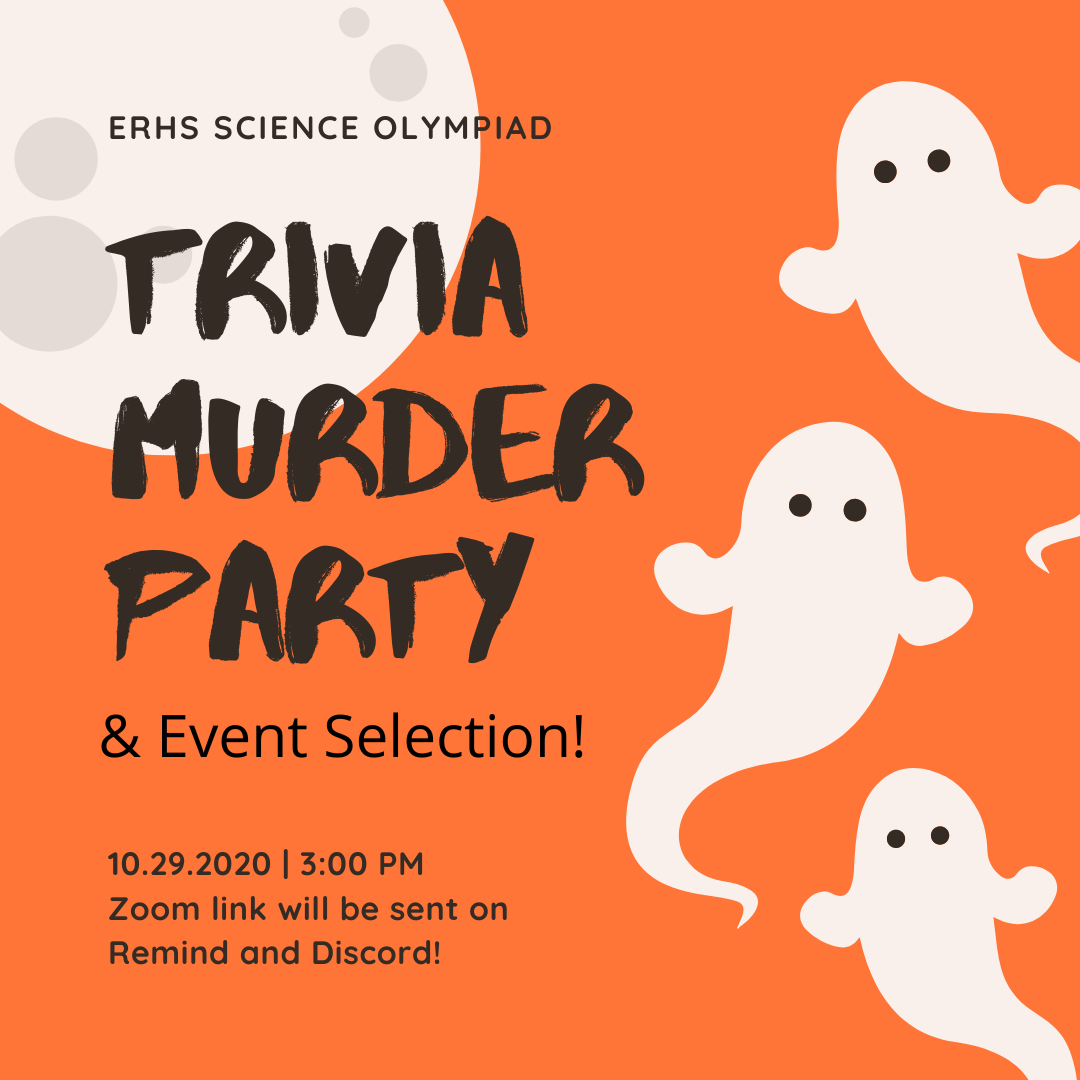 ERHS SCIENCE OLYMPIAD
TRIVIA
MURDER
PARTY
& Event Selection!
10.29.2020 | 3:00 PM
Zoom link will be sent on
Remind and Discord!